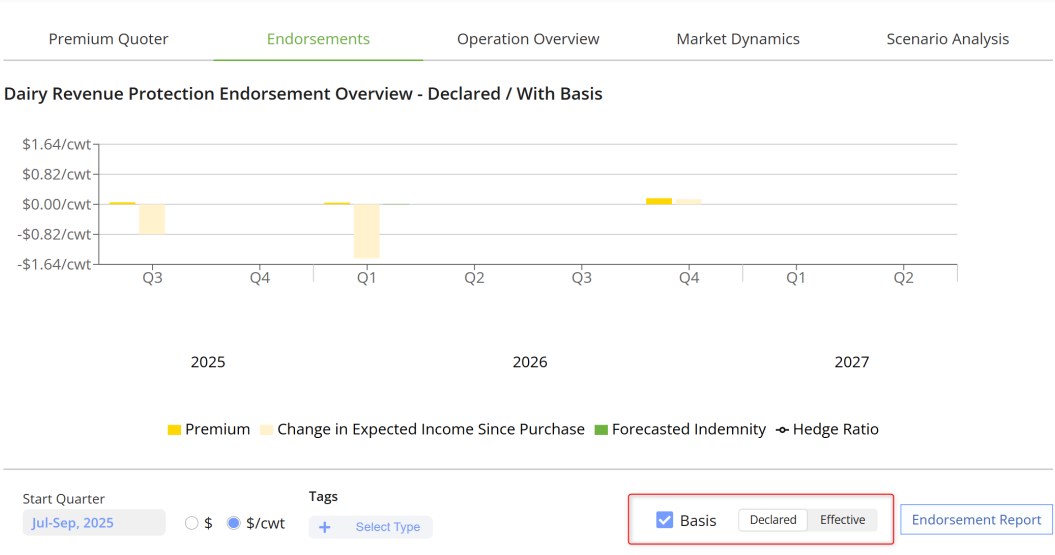 Premium Quoter Endorsements Operation Overview Market Dynamics Scenario Analysis
Dairy Revenue Protection Endorsement Overview - Declared / With Basis
$1.64/cwt
$0.82/cwt
$0.00/cwt
-$0.82/cwt
-$1.64/cwt
Q3 Q4 Q1 Q2 Q3 Q4 Q1 Q2
2025 2026 2027
Premium Change in Expected Income Since Purchase Forecasted Indemnity Hedge Ratio
Start Quarter Tags
Jul-Sep, 2025 $ $/cwt + Select Type Basis Declared Effective Endorsement Report